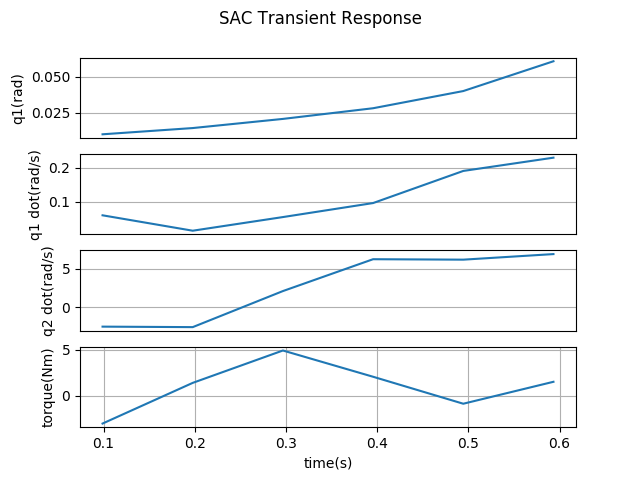 SAC Transient Response
0.050
0.025
q1(rad)
0.2
0.1
q1 dot(rad/s)
5
0
q2 dot(rad/s)
5
0
torque(Nm)
0.1 0.2 0.3 0.4 0.5 0.6
time(s)